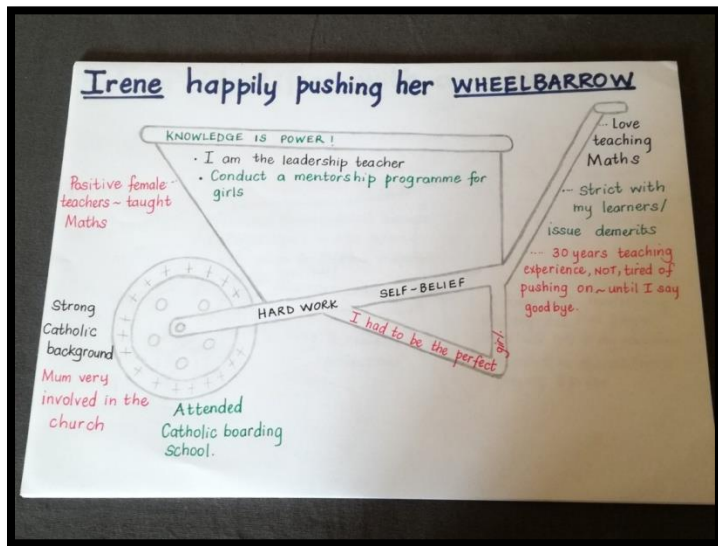 Irene happily pushing her WHEELBARROW
KNOWLEDGE IS POWER!
· I am the leadership teacher
· Conduct a mentorship programme for
girls
Positive female
teachers ~ taught
Maths
Love
teaching
Maths
Strict with
my learners/
issue demerits
30 years teaching
experience, NOT, tired of
pushing on ~ until I say
good bye.
SELF-BELIEF
HARD WORK
I had to be the perfect
girl.
Strong
Catholic
background
Mum very
involved in the
church
Attended
Catholic boarding
school.